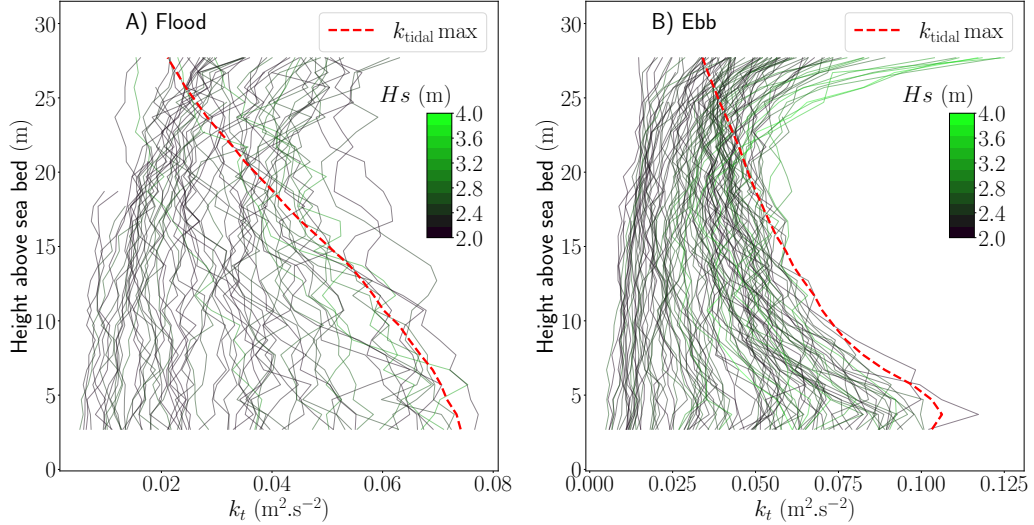 A) Flood
k_tidal max
Hs (m)
4.0
3.6
3.2
2.8
2.4
2.0
Height above sea bed (m)
30
25
20
15
10
5
0
0.02 0.04 0.06 0.08
k_t (m².s⁻²)
B) Ebb
k_tidal max
Hs (m)
4.0
3.6
3.2
2.8
2.4
2.0
Height above sea bed (m)
30
25
20
15
10
5
0
0.000 0.025 0.050 0.075 0.100 0.125
k_t (m².s⁻²)